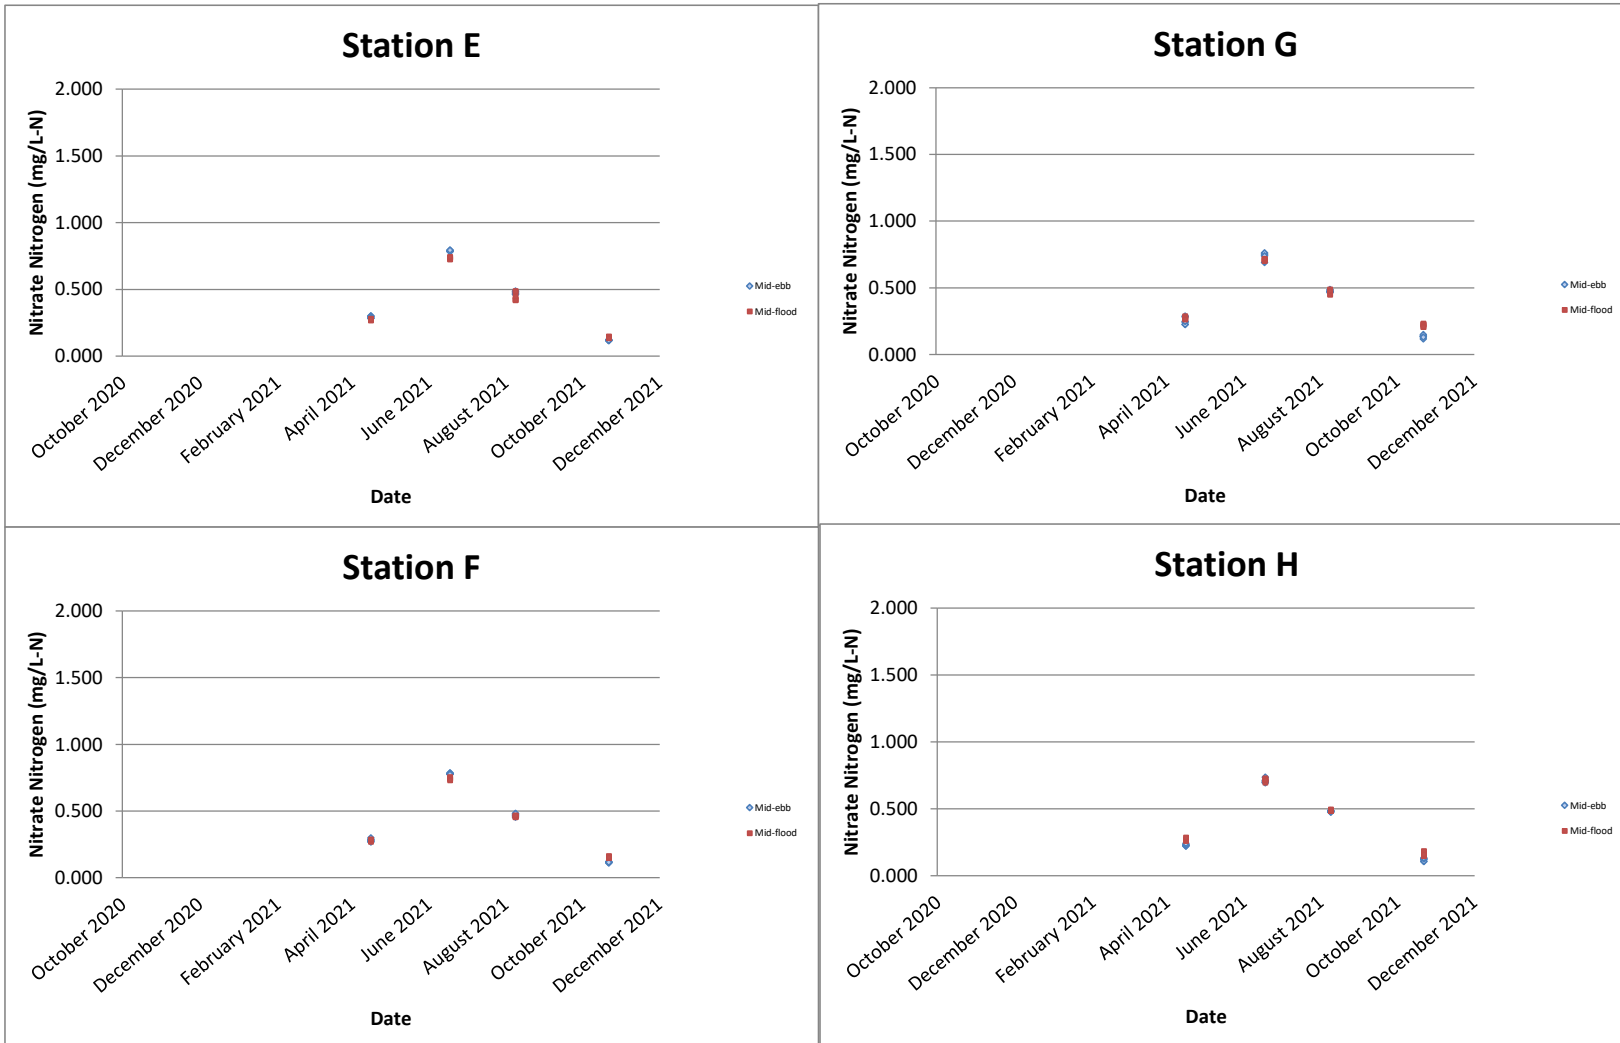 Station E
Nitrate Nitrogen (mg/L-N)
2.000
1.500
1.000
0.500
0.000
October 2020
December 2020
February 2021
April 2021
June 2021
August 2021
October 2021
December 2021
Date
Mid-ebb
Mid-flood
Station G
Nitrate Nitrogen (mg/L-N)
2.000
1.500
1.000
0.500
0.000
October 2020
December 2020
February 2021
April 2021
June 2021
August 2021
October 2021
December 2021
Date
Mid-ebb
Mid-flood
Station F
Nitrate Nitrogen (mg/L-N)
2.000
1.500
1.000
0.500
0.000
October 2020
December 2020
February 2021
April 2021
June 2021
August 2021
October 2021
December 2021
Date
Mid-ebb
Mid-flood
Station H
Nitrate Nitrogen (mg/L-N)
2.000
1.500
1.000
0.500
0.000
October 2020
December 2020
February 2021
April 2021
June 2021
August 2021
October 2021
December 2021
Date
Mid-ebb
Mid-flood